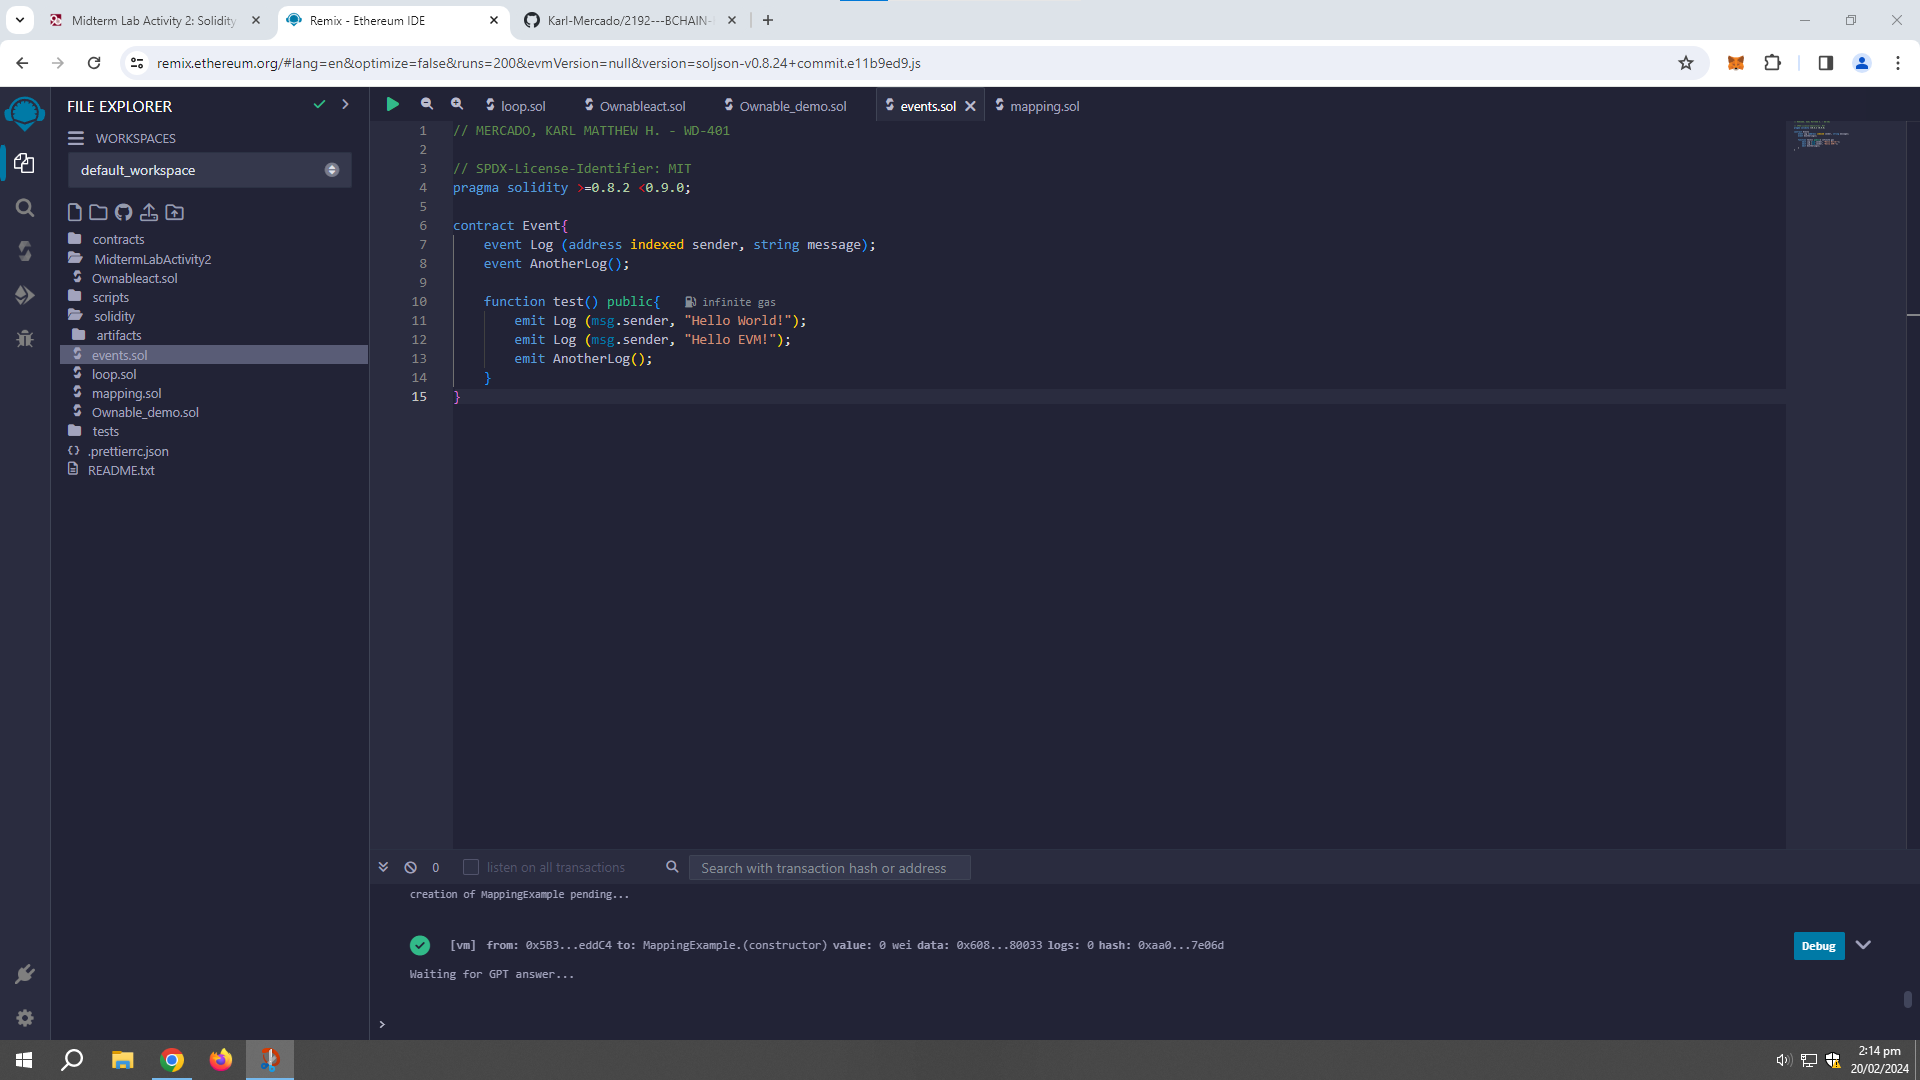 Midterm Lab Activity 2: Solidity
Remix - Ethereum IDE
Karl-Mercado/2192---BCHAIN-
remix.ethereum.org/#lang=en&optimize=false&runs=200&evmVersion=null&version=soljson-v0.8.24+commit.e11b9ed9.js
FILE EXPLORER
WORKSPACES
default_workspace
contracts
MidtermLabActivity2
Ownableact.sol
scripts
solidity
artifacts
events.sol
loop.sol
mapping.sol
Ownable_demo.sol
tests
.prettierrc.json
README.txt
loop.sol
Ownableact.sol
Ownable_demo.sol
events.sol
mapping.sol
1 // MERCADO, KARL MATTHEW H. - WD-401
2
3 // SPDX-License-Identifier: MIT
4 pragma solidity >=0.8.2 <0.9.0;
5
6 contract Event{
7 event Log (address indexed sender, string message);
8 event AnotherLog();
9
10 function test() public{ infinite gas
11 emit Log (msg.sender, "Hello World!");
12 emit Log (msg.sender, "Hello EVM!");
13 emit AnotherLog();
14 }
15 }
0 listen on all transactions Search with transaction hash or address
creation of MappingExample pending...
[vm] from: 0x5B3...eddC4 to: MappingExample.(constructor) value: 0 wei data: 0x608...80033 logs: 0 hash: 0xaa0...7e06d
Debug
Waiting for GPT answer...
>
2:14 pm
20/02/2024